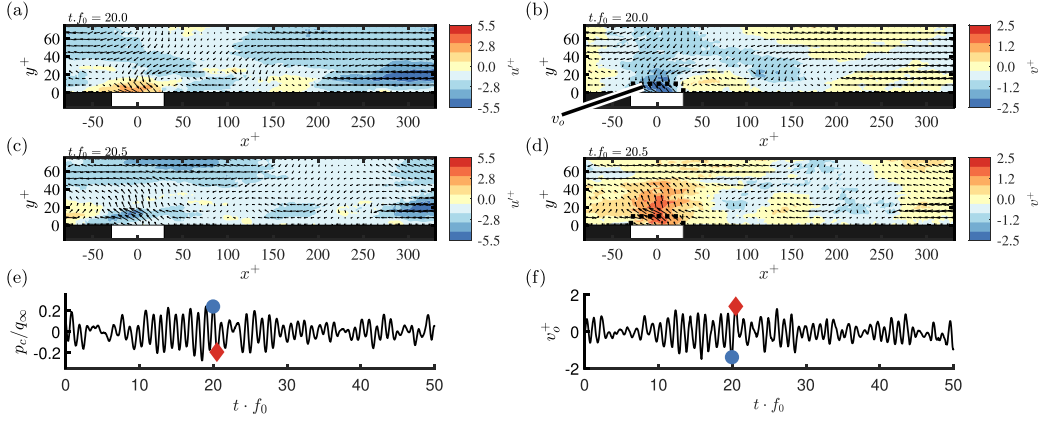 (a)
t.f₀ = 20.0
5.5
2.8
0.0
-2.8
-5.5
u'⁺
60
40
20
0
y⁺
-50 0 50 100 150 200 250 300
x⁺
(b)
t.f₀ = 20.0
2.5
1.2
0.0
-1.2
-2.5
v⁺
60
40
20
0
y⁺
vₒ
-50 0 50 100 150 200 250 300
x⁺
(c)
t.f₀ = 20.5
5.5
2.8
0.0
-2.8
-5.5
u'⁺
60
40
20
0
y⁺
-50 0 50 100 150 200 250 300
x⁺
(d)
t.f₀ = 20.5
2.5
1.2
0.0
-1.2
-2.5
v⁺
60
40
20
0
y⁺
-50 0 50 100 150 200 250 300
x⁺
(e)
0.2
0
-0.2
p_c/q_∞
0 10 20 30 40 50
t · f₀
(f)
2
0
-2
vₒ⁺
0 10 20 30 40 50
t · f₀